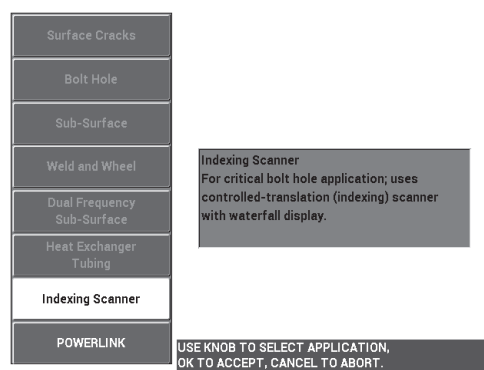 Surface Cracks
Bolt Hole
Sub-Surface
Weld and Wheel
Dual Frequency
Sub-Surface
Heat Exchanger
Tubing
Indexing Scanner
POWERLINK
Indexing Scanner
For critical bolt hole application; uses
controlled-translation (indexing) scanner
with waterfall display.
USE KNOB TO SELECT APPLICATION,
OK TO ACCEPT, CANCEL TO ABORT.